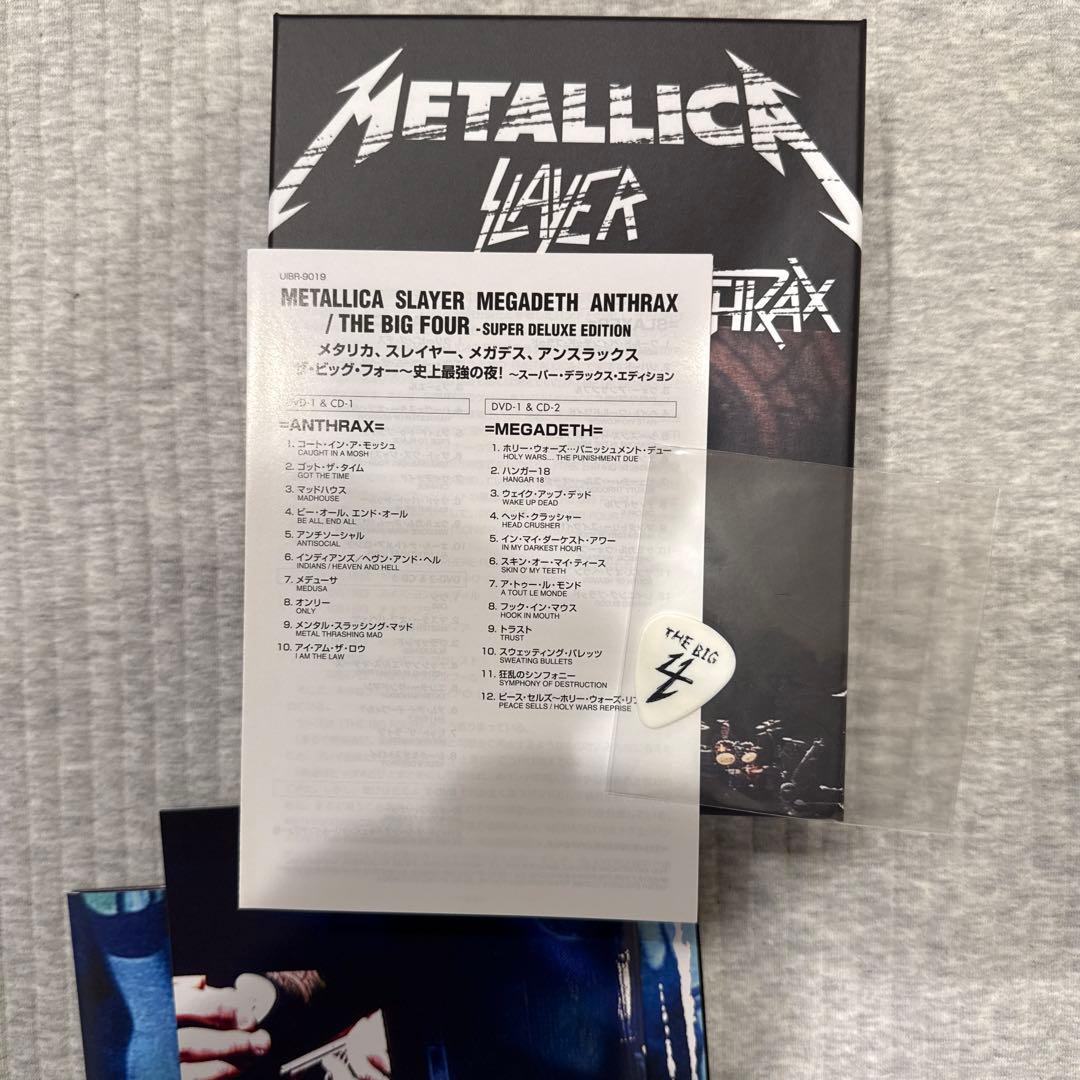 METALLICA
SLAYER
THRAX
UIBR-9019
METALLICA SLAYER MEGADETH ANTHRAX
/ THE BIG FOUR - SUPER DELUXE EDITION
メタリカ、スレイヤー、メガデス、アンスラックス
ザ・ビッグ・フォー～史上最強の夜! ～スーパー・デラックス・エディション
DVD-1 & CD-1
=ANTHRAX=
1. コート・イン・ア・モッシュ
CAUGHT IN A MOSH
2. ゴット・ザ・タイム
GOT THE TIME
3. マッドハウス
MADHOUSE
4. ビー・オール、エンド・オール
BE ALL, END ALL
5. アンチソーシャル
ANTISOCIAL
6. インディアンズ／ヘヴン・アンド・ヘル
INDIANS / HEAVEN AND HELL
7. メデューサ
MEDUSA
8. オンリー
ONLY
9. メンタル・スラッシング・マッド
METAL THRASHING MAD
10. アイ・アム・ザ・ロウ
I AM THE LAW
DVD-1 & CD-2
=MEGADETH=
1. ホリー・ウォーズ…パニッシュメント・デュー
HOLY WARS... THE PUNISHMENT DUE
2. ハンガー18
HANGAR 18
3. ウェイク・アップ・デッド
WAKE UP DEAD
4. ヘッド・クラッシャー
HEAD CRUSHER
5. イン・マイ・ダーケスト・アワー
IN MY DARKEST HOUR
6. スキン・オー・マイ・ティース
SKIN O' MY TEETH
7. ア・トゥー・ル・モンド
A TOUT LE MONDE
8. フック・イン・マウス
HOOK IN MOUTH
9. トラスト
TRUST
10. スウェッティング・バレッツ
SWEATING BULLETS
11. 狂乱のシンフォニー
SYMPHONY OF DESTRUCTION
12. ピース・セルズ～ホリー・ウォーズ・リプ
PEACE SELLS / HOLY WARS REPRISE
THE BIG
4